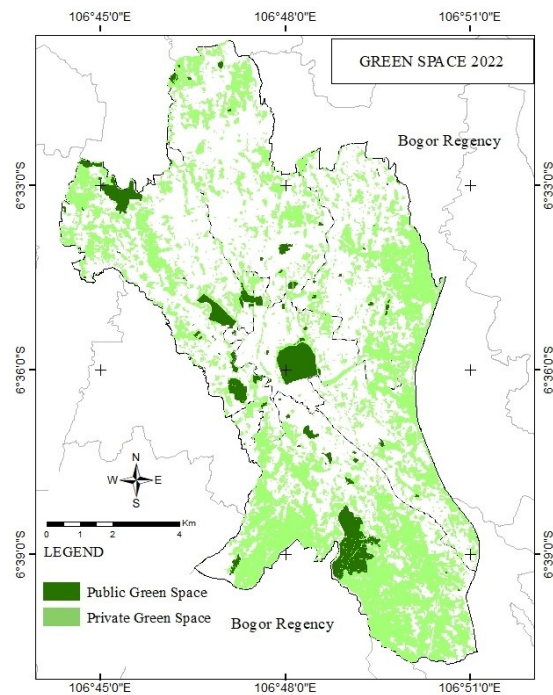 106°45'0"E 106°48'0"E 106°51'0"E
GREEN SPACE 2022
Bogor Regency
6°33'0"S 6°33'0"S
6°36'0"S 6°36'0"S
N
W E
S
0 1 2 4 Km
6°39'0"S 6°39'0"S
LEGEND
Public Green Space
Private Green Space
Bogor Regency
106°45'0"E 106°48'0"E 106°51'0"E